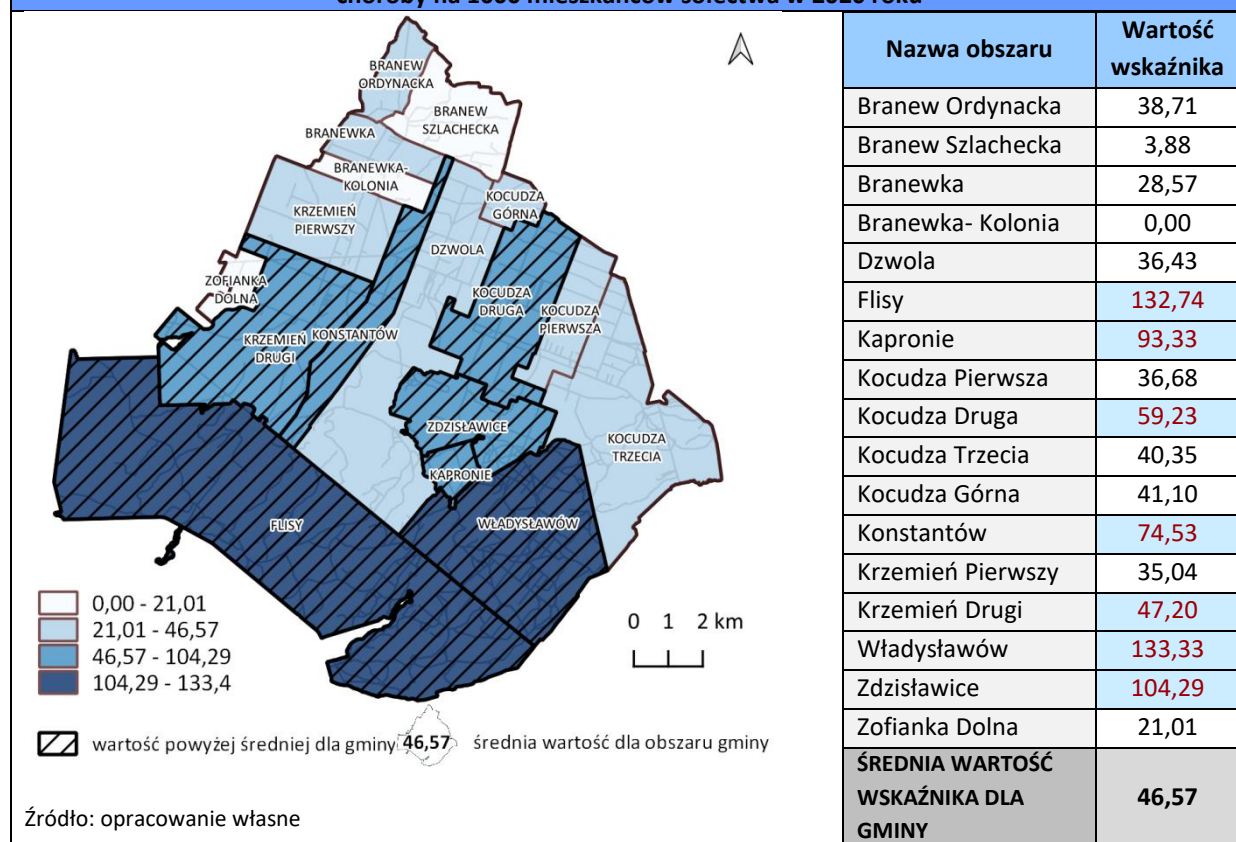 choroby na 1000 mieszkańców sołectwa w 2020 roku
BRANEW
ORDYNACKA
BRANEW
SZLACHECKA
BRANEWKA
BRANEWKA-
KOLONIA
KOCUDZA
GÓRNA
KRZEMIEŃ
PIERWSZY
DZWOLA
ZOFIANKA
DOLNA
KOCUDZA
DRUGA
KOCUDZA
PIERWSZA
KRZEMIEŃ
DRUGI
KONSTANTÓW
ZDZISŁAWICE
KOCUDZA
TRZECIA
KAPRONIE
FLISY
WŁADYSŁAWÓW
0,00 - 21,01
21,01 - 46,57
46,57 - 104,29
104,29 - 133,4
0 1 2 km
wartość powyżej średniej dla gminy
46,57
średnia wartość dla obszaru gminy
Źródło: opracowanie własne
Nazwa obszaru Wartość
wskaźnika
Branew Ordynacka 38,71
Branew Szlachecka 3,88
Branewka 28,57
Branewka- Kolonia 0,00
Dzwola 36,43
Flisy 132,74
Kapronie 93,33
Kocudza Pierwsza 36,68
Kocudza Druga 59,23
Kocudza Trzecia 40,35
Kocudza Górna 41,10
Konstantów 74,53
Krzemień Pierwszy 35,04
Krzemień Drugi 47,20
Władysławów 133,33
Zdzisławice 104,29
Zofianka Dolna 21,01
ŚREDNIA WARTOŚĆ
WSKAŹNIKA DLA 46,57
GMINY